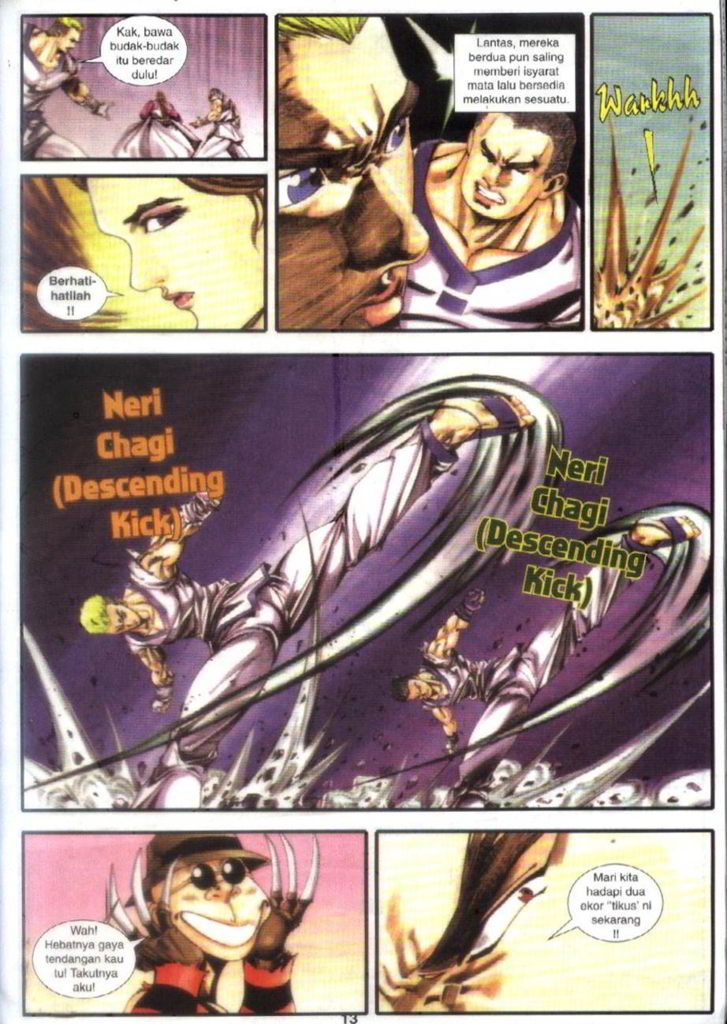 Kak, bawa
budak-budak
itu beredar
dulu!
Lantas, mereka
berdua pun saling
memberi isyarat
mata lalu bersedia
melakukan sesuatu.
Warkhh
!
Berhati-
hatllah
!!
Neri
Chagi
(Descending
Kick)
Neri
Chagi
(Descending
Kick)
Wah!
Hebatnya gaya
tendangan kau
tu! Takutnya
aku!
Mari kita
hadapi dua
ekor "tikus' ni
sekarang
!!
13